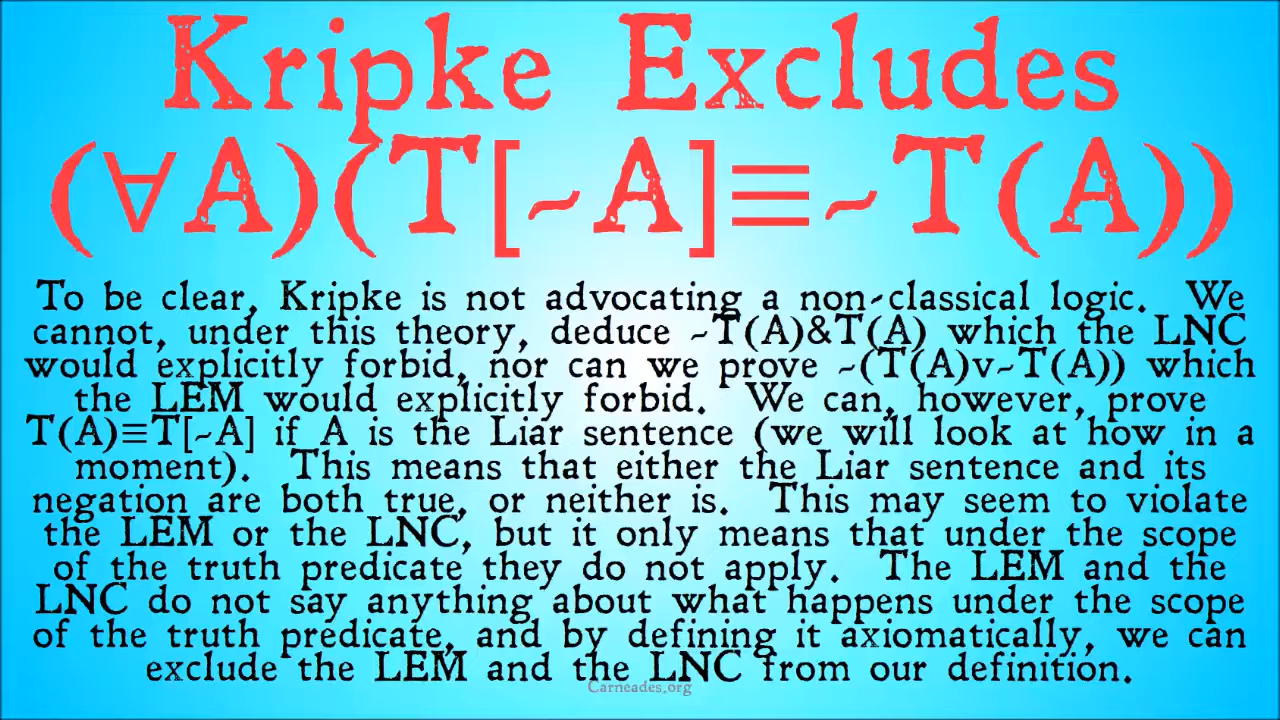 Kripke Excludes
(∀A)(T[~A]≡~T(A))
To be clear, Kripke is not advocating a non-classical logic. We
cannot, under this theory, deduce ~T(A)&T(A) which the LNC
would explicitly forbid, nor can we prove ~(T(A)v~T(A)) which
the LEM would explicitly forbid. We can, however, prove
T(A)≡T[~A] if A is the Liar sentence (we will look at how in a
moment). This means that either the Liar sentence and its
negation are both true, or neither is. This may seem to violate
the LEM or the LNC, but it only means that under the scope
of the truth predicate they do not apply. The LEM and the
LNC do not say anything about what happens under the scope
of the truth predicate, and by defining it axiomatically, we can
exclude the LEM and the LNC from our definition.
Carneades.org